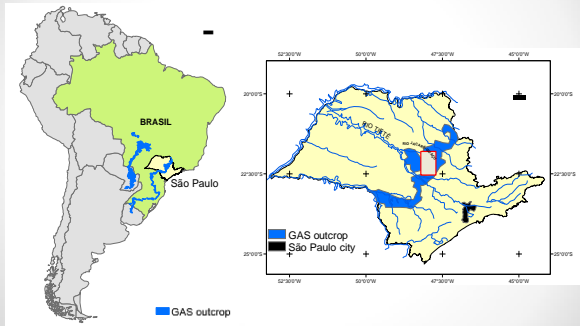 BRASIL
São Paulo
GAS outcrop
52°30'0"W 50°0'0"W 47°30'0"W 45°0'0"W
20°0'0"S 20°0'0"S
RIO TIETÊ
22°30'0"S 22°30'0"S
GAS outcrop
São Paulo city
25°0'0"S 25°0'0"S
52°30'0"W 50°0'0"W 47°30'0"W 45°0'0"W